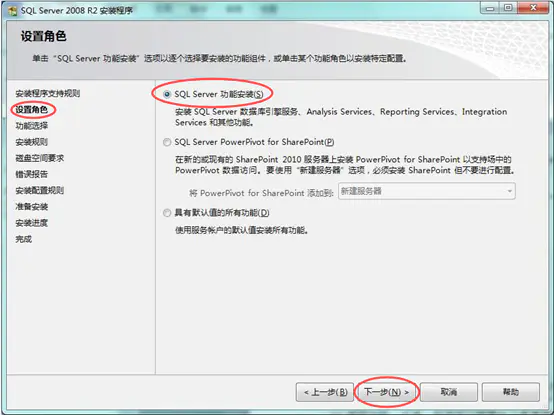 SQL Server 2008 R2 安装程序
设置角色
单击“SQL Server 功能安装”选项以逐个选择要安装的功能组件，或单击某个功能角色以安装特定配置。
安装程序支持规则
设置角色
功能选择
安装规则
磁盘空间要求
错误报告
安装配置规则
准备安装
安装进度
完成
SQL Server 功能安装(S)
安装 SQL Server 数据库引擎服务、Analysis Services、Reporting Services、Integration
Services 和其他功能。
SQL Server PowerPivot for SharePoint(P)
在新的或现有的 SharePoint 2010 服务器上安装 PowerPivot for SharePoint 以支持场中的
PowerPivot 数据访问。要使用“新建服务器”选项，必须安装 SharePoint 但不要进行配置。
将 PowerPivot for SharePoint 添加到:
新建服务器
具有默认值的所有功能(D)
使用服务帐户的默认值安装所有功能。
< 上一步(B)
下一步(N) >
取消
帮助